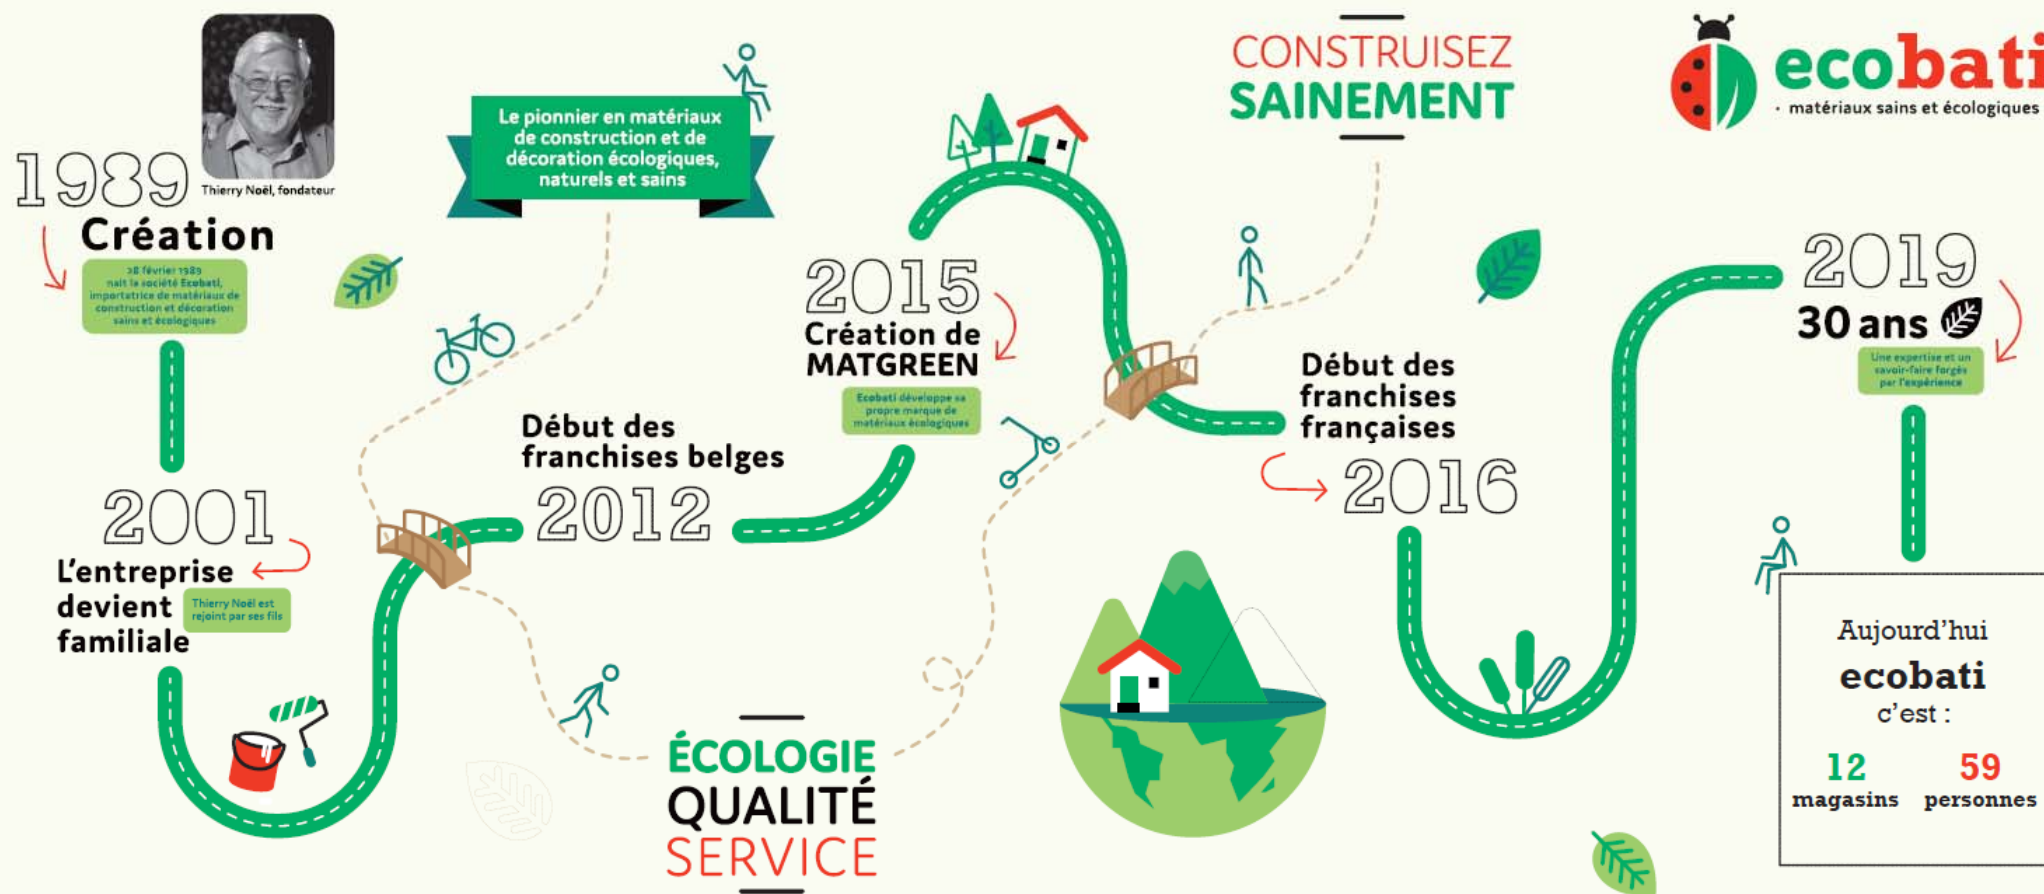 1989
Thierry Noël, fondateur
Création
28 février 1989
naît la société Ecobati,
importatrice de matériaux de
construction et décoration
sains et écologiques
2001
L'entreprise
devient
familiale
Thierry Noël est
rejoint par ses fils
Le pionnier en matériaux
de construction et de
décoration écologiques,
naturels et sains
Début des
franchises belges
2012
ÉCOLOGIE
QUALITÉ
SERVICE
2015
Création de
MATGREEN
Ecobati développe sa
propre marque de
matériaux écologiques
CONSTRUISEZ
SAINEMENT
Début des
franchises
françaises
2016
ecobati
• matériaux sains et écologiques
2019
30 ans
Une expertise et un
savoir-faire forgés
par l'expérience
Aujourd'hui
ecobati
c'est :
12
magasins
59
personnes